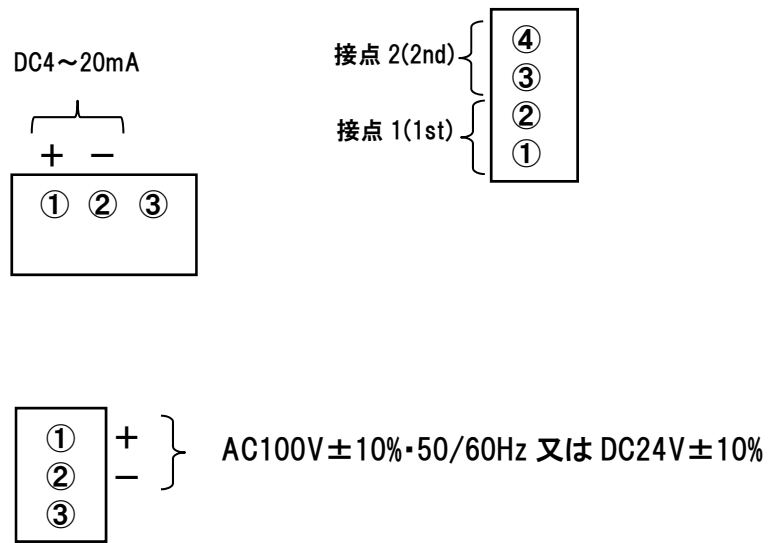 DC4～20mA
＋ －
① ② ③
接点 2(2nd)
接点 1(1st)
④
③
②
①
① ＋
② －
③
AC100V±10%･50/60Hz 又は DC24V±10%